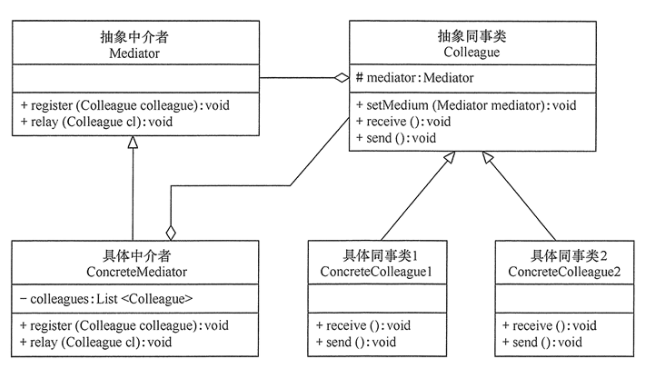 抽象中介者
Mediator
+ register (Colleague colleague): void
+ relay (Colleague cl): void
抽象同事类
Colleague
# mediator: Mediator
+ setMedium (Mediator mediator): void
+ receive (): void
+ send (): void
具体中介者
ConcreteMediator
− colleagues: List <Colleague>
+ register (Colleague colleague): void
+ relay (Colleague cl): void
具体同事类1
ConcreteColleague1
+ receive (): void
+ send (): void
具体同事类2
ConcreteColleague2
+ receive (): void
+ send (): void